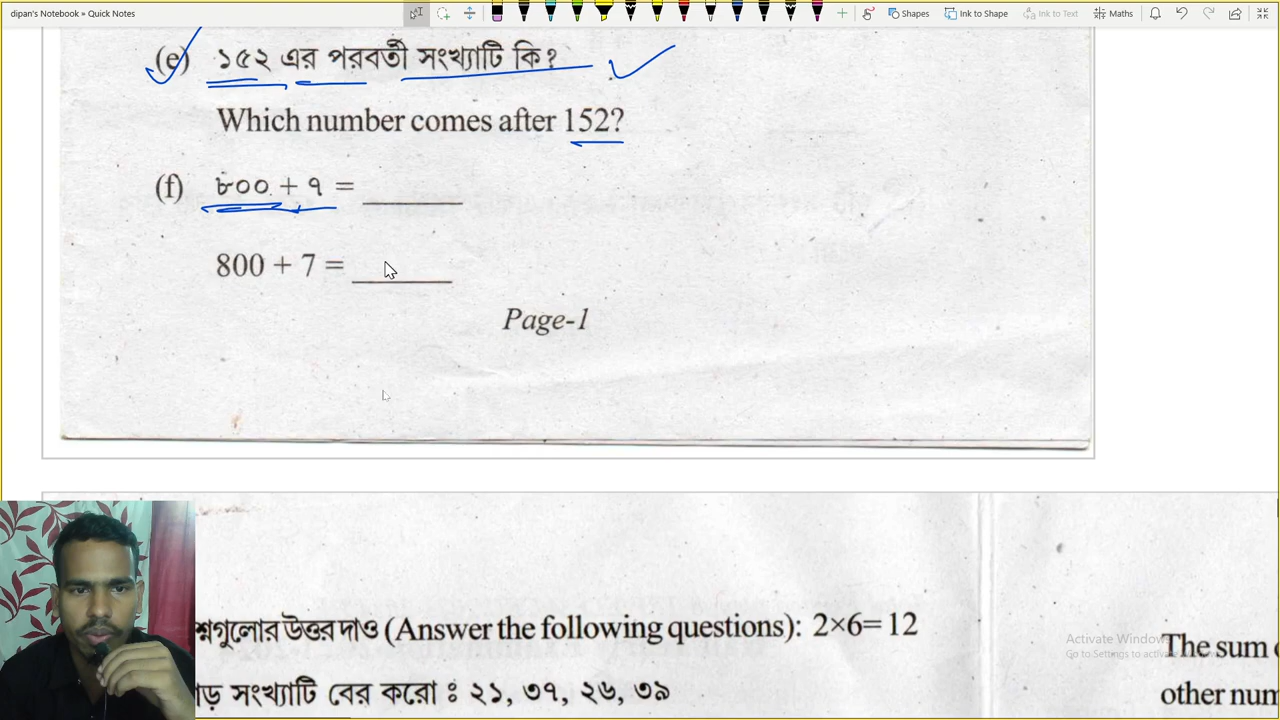 dipan's Notebook » Quick Notes
Shapes
Ink to Shape
Ink to Text
Maths
(e) ১৫২ এর পরবর্তী সংখ্যাটি কি?
Which number comes after 152?
(f) ৮০০ + ৭ =
800 + 7 =
Page-1
শ্নগুলোর উত্তর দাও (Answer the following questions): 2×6=12
ড় সংখ্যাটি বের করো ঃ ২১, ৩৭, ২৬, ৩৯
Activate Windows
Go to Settings to activate
The sum
other num